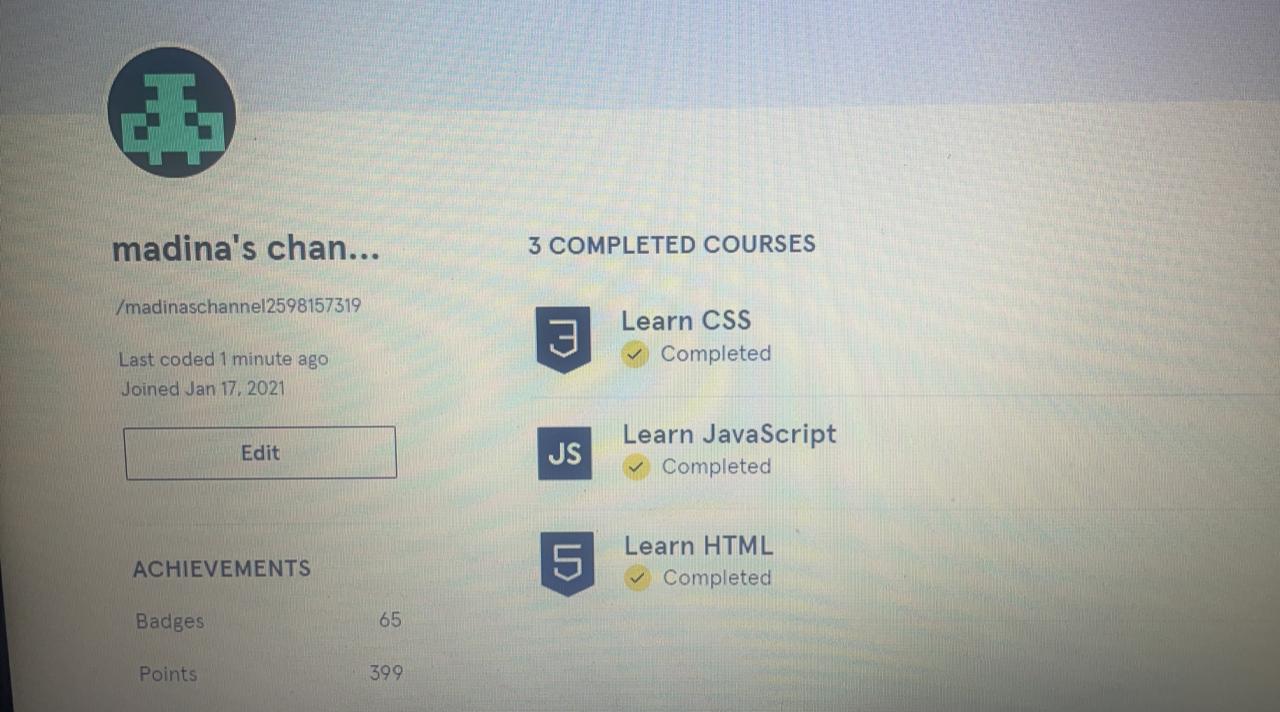 madina's chan...
/madinaschannel2598157319
Last coded 1 minute ago
Joined Jan 17, 2021
Edit
ACHIEVEMENTS
Badges 65
Points 399
3 COMPLETED COURSES
3
Learn CSS
Completed
JS
Learn JavaScript
Completed
5
Learn HTML
Completed